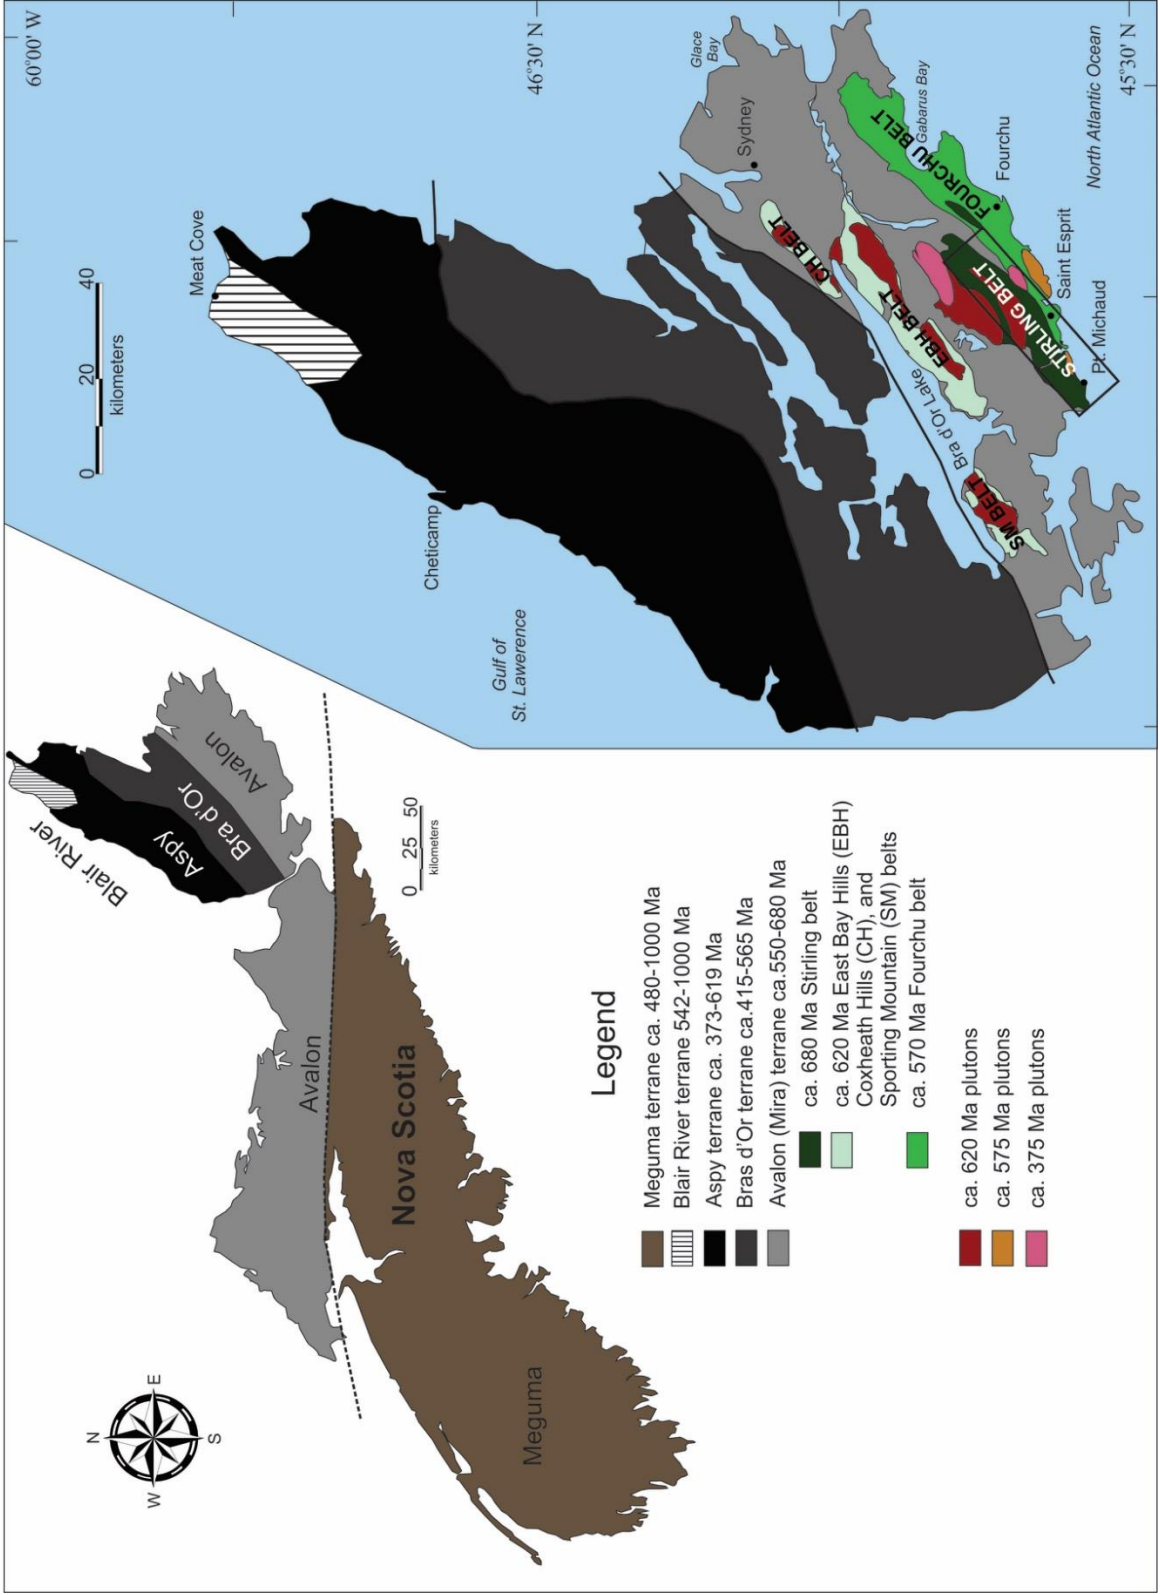 60°00' W
46°30' N
45°30' N
0 20 40
kilometers
Meat Cove
Cheticamp
Gulf of
St. Lawerence
Glace
Bay
Sydney
CH BELT
EBH BELT
Bra d'Or Lake
SM BELT
STIRLING BELT
FOURCHU BELT
Gabarus Bay
Fourchu
Saint Esprit
Pt. Michaud
North Atlantic Ocean
Blair River
Aspy
Bra d'Or
Avalon
Avalon
0 25 50
kilometers
Nova Scotia
Meguma
N
W
E
S
Legend
Meguma terrane ca. 480-1000 Ma
Blair River terrane 542-1000 Ma
Aspy terrane ca. 373-619 Ma
Bras d'Or terrane ca.415-565 Ma
Avalon (Mira) terrane ca.550-680 Ma
ca. 680 Ma Stirling belt
ca. 620 Ma East Bay Hills (EBH)
Coxheath Hills (CH), and
Sporting Mountain (SM) belts
ca. 570 Ma Fourchu belt
ca. 620 Ma plutons
ca. 575 Ma plutons
ca. 375 Ma plutons